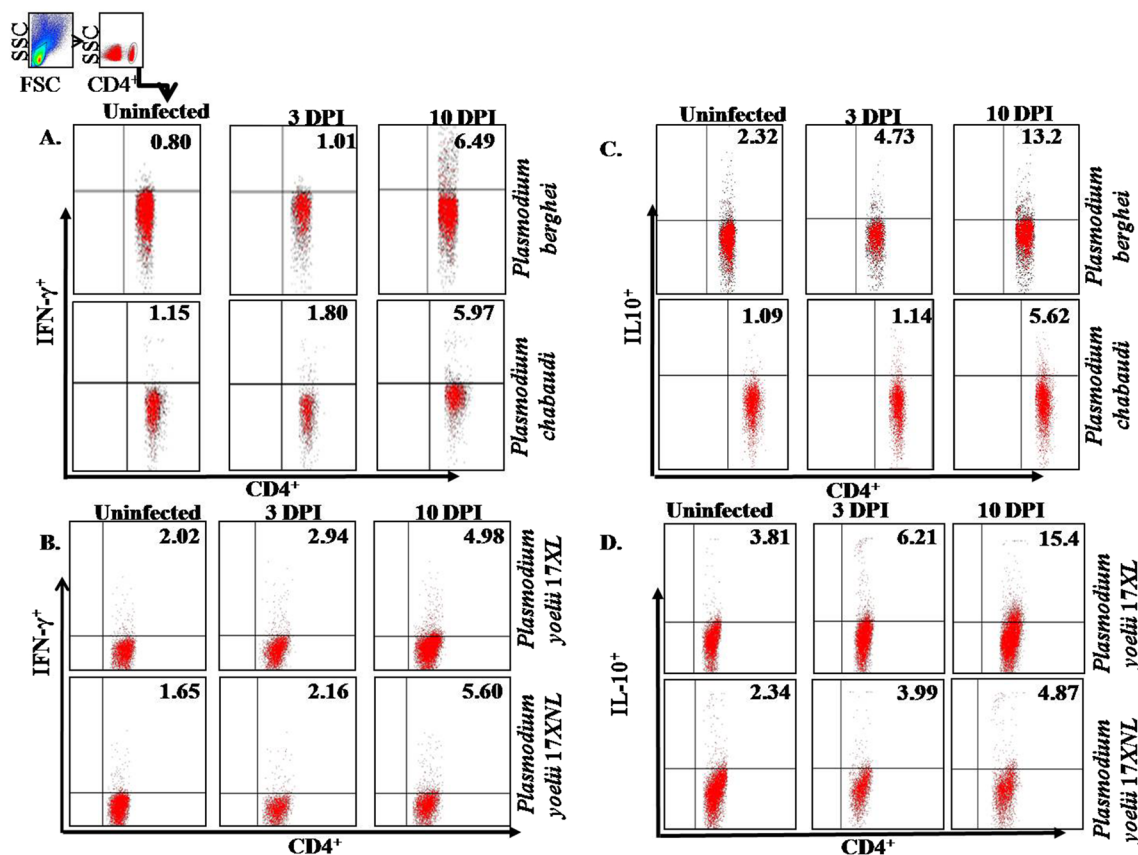 SSC
SSC
FSC
CD4+
A.
Uninfected
3 DPI
10 DPI
0.80
1.01
6.49
Plasmodium
berghei
1.15
1.80
5.97
Plasmodium
chabaudi
IFN-γ+
CD4+
C.
Uninfected
3 DPI
10 DPI
2.32
4.73
13.2
Plasmodium
berghei
1.09
1.14
5.62
Plasmodium
chabaudi
IL10+
CD4+
B.
Uninfected
3 DPI
10 DPI
2.02
2.94
4.98
Plasmodium
yoelii 17XL
1.65
2.16
5.60
Plasmodium
yoelii 17XNL
IFN-γ+
CD4+
D.
Uninfected
3 DPI
10 DPI
3.81
6.21
15.4
Plasmodium
yoelii 17XL
2.34
3.99
4.87
Plasmodium
yoelii 17XNL
IL-10+
CD4+